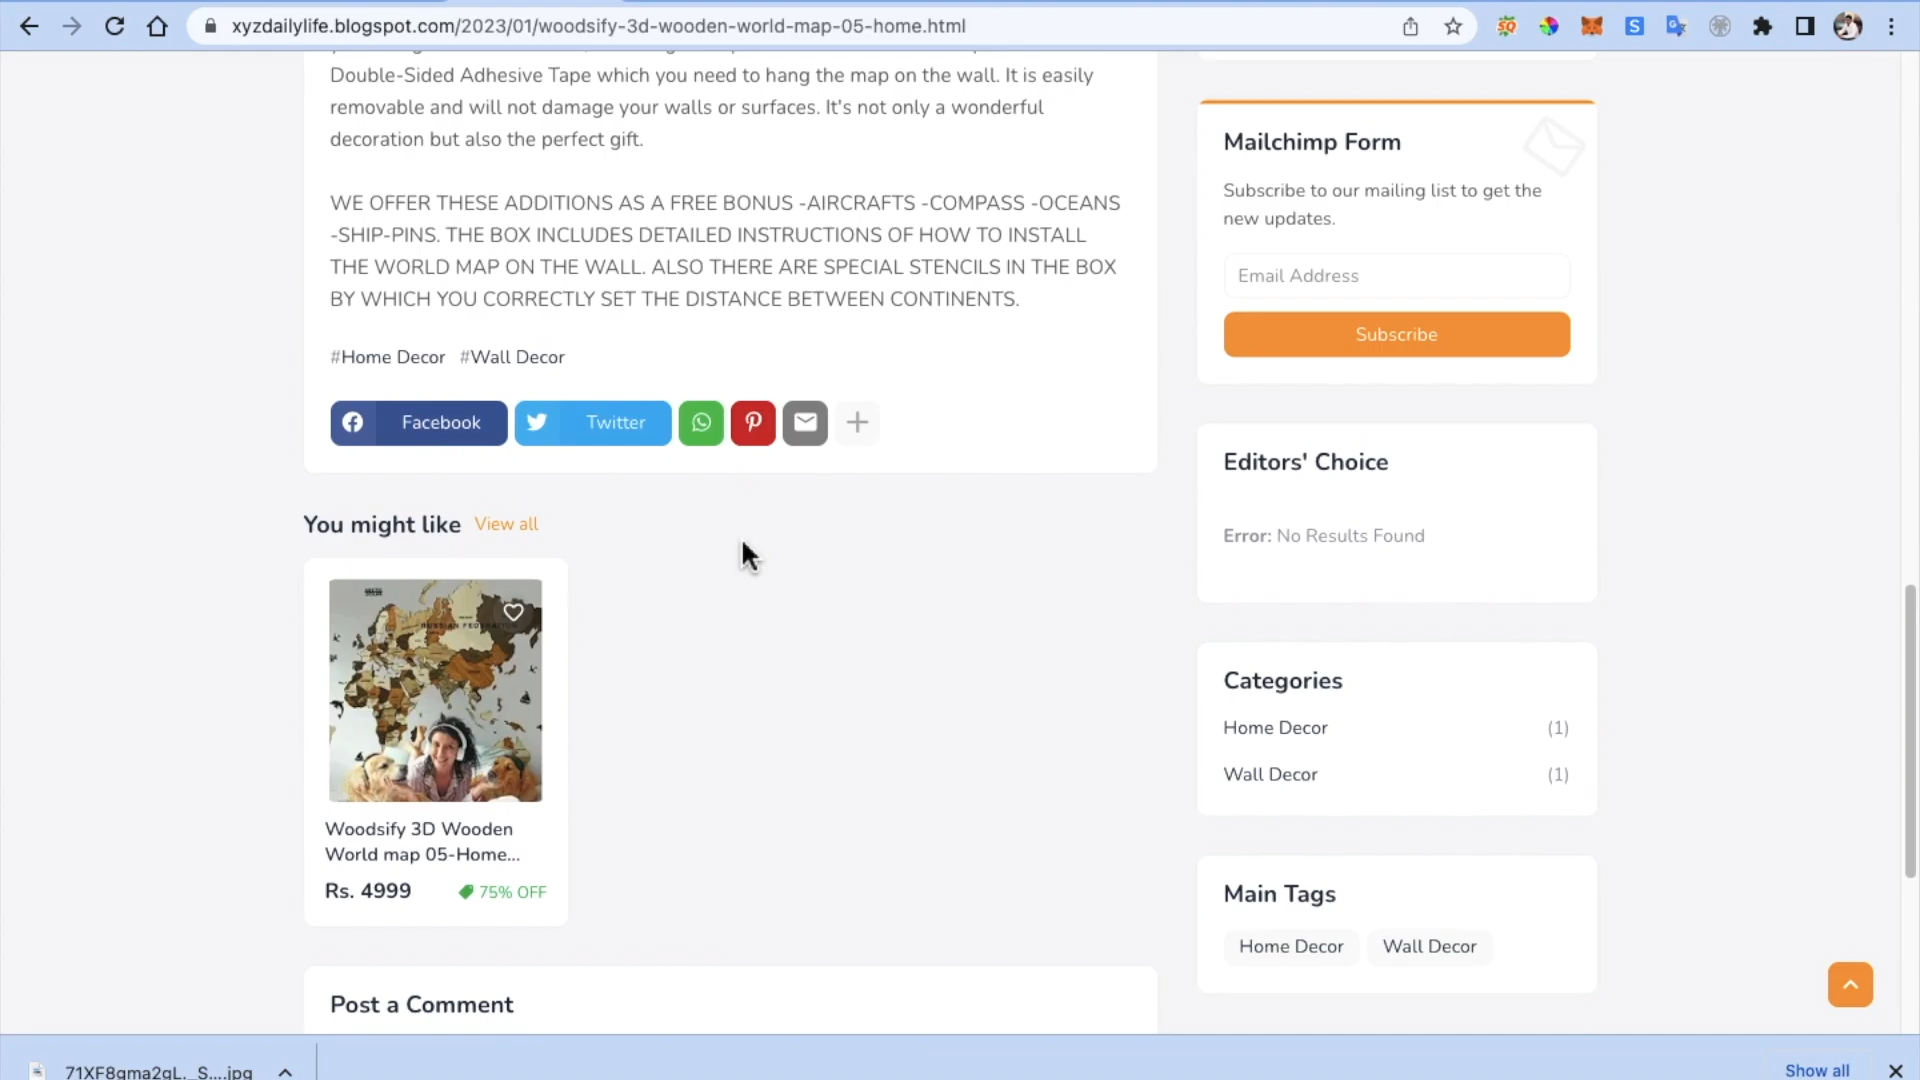 xyzdailylife.blogspot.com/2023/01/woodsify-3d-wooden-world-map-05-home.html
Double-Sided Adhesive Tape which you need to hang the map on the wall. It is easily
removable and will not damage your walls or surfaces. It's not only a wonderful
decoration but also the perfect gift.
WE OFFER THESE ADDITIONS AS A FREE BONUS -AIRCRAFTS -COMPASS -OCEANS
-SHIP-PINS. THE BOX INCLUDES DETAILED INSTRUCTIONS OF HOW TO INSTALL
THE WORLD MAP ON THE WALL. ALSO THERE ARE SPECIAL STENCILS IN THE BOX
BY WHICH YOU CORRECTLY SET THE DISTANCE BETWEEN CONTINENTS.
#Home Decor #Wall Decor
Facebook Twitter
You might like View all
RUSSIAN FEDERATION
Woodsify 3D Wooden
World map 05-Home...
Rs. 4999 75% OFF
Post a Comment
Mailchimp Form
Subscribe to our mailing list to get the
new updates.
Email Address
Subscribe
Editors' Choice
Error: No Results Found
Categories
Home Decor (1)
Wall Decor (1)
Main Tags
Home Decor Wall Decor
71XF8gma2gL._S....jpg
Show all